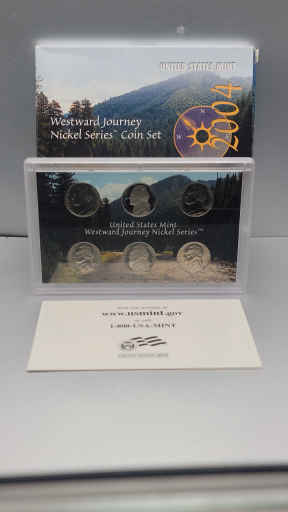 UNITED STATES MINT
Westward Journey
Nickel Series™ Coin Set
2004
United States Mint
Westward Journey Nickel Series™
www.usmint.gov
1-800-USA-MINT